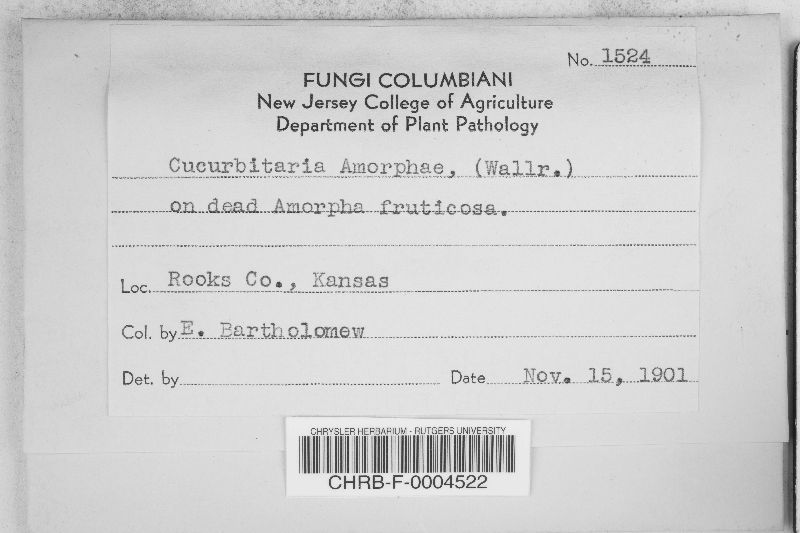 No. 1524
FUNGI COLUMBIANI
New Jersey College of Agriculture
Department of Plant Pathology
Cucurbitaria Amorphae, (Wallr.)
on dead Amorpha fruticosa.
Loc. Rooks Co., Kansas
Col. by E. Bartholomew
Det. by
Date Nov. 15, 1901
CHRYSLER HERBARIUM - RUTGERS UNIVERSITY
CHRB-F-0004522